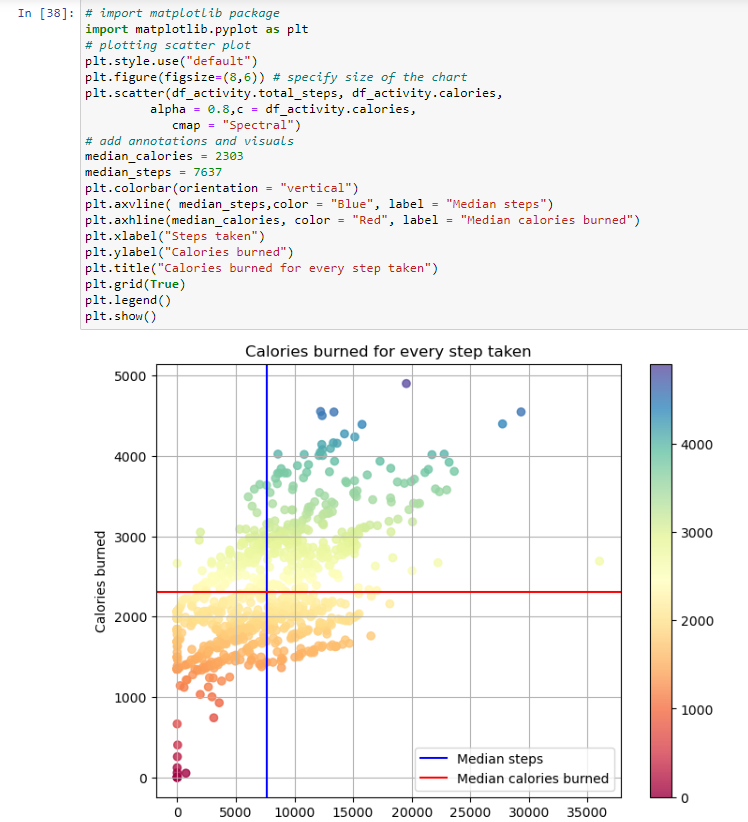 In [38]:
# import matplotlib package
import matplotlib.pyplot as plt
# plotting scatter plot
plt.style.use("default")
plt.figure(figsize=(8,6)) # specify size of the chart
plt.scatter(df_activity.total_steps, df_activity.calories,
alpha = 0.8,c = df_activity.calories,
cmap = "Spectral")
# add annotations and visuals
median_calories = 2303
median_steps = 7637
plt.colorbar(orientation = "vertical")
plt.axvline( median_steps,color = "Blue", label = "Median steps")
plt.axhline(median_calories, color = "Red", label = "Median calories burned")
plt.xlabel("Steps taken")
plt.ylabel("Calories burned")
plt.title("Calories burned for every step taken")
plt.grid(True)
plt.legend()
plt.show()
Calories burned for every step taken
Calories burned
5000
4000
3000
2000
1000
0
0 5000 10000 15000 20000 25000 30000 35000
Median steps
Median calories burned
4000
3000
2000
1000
0